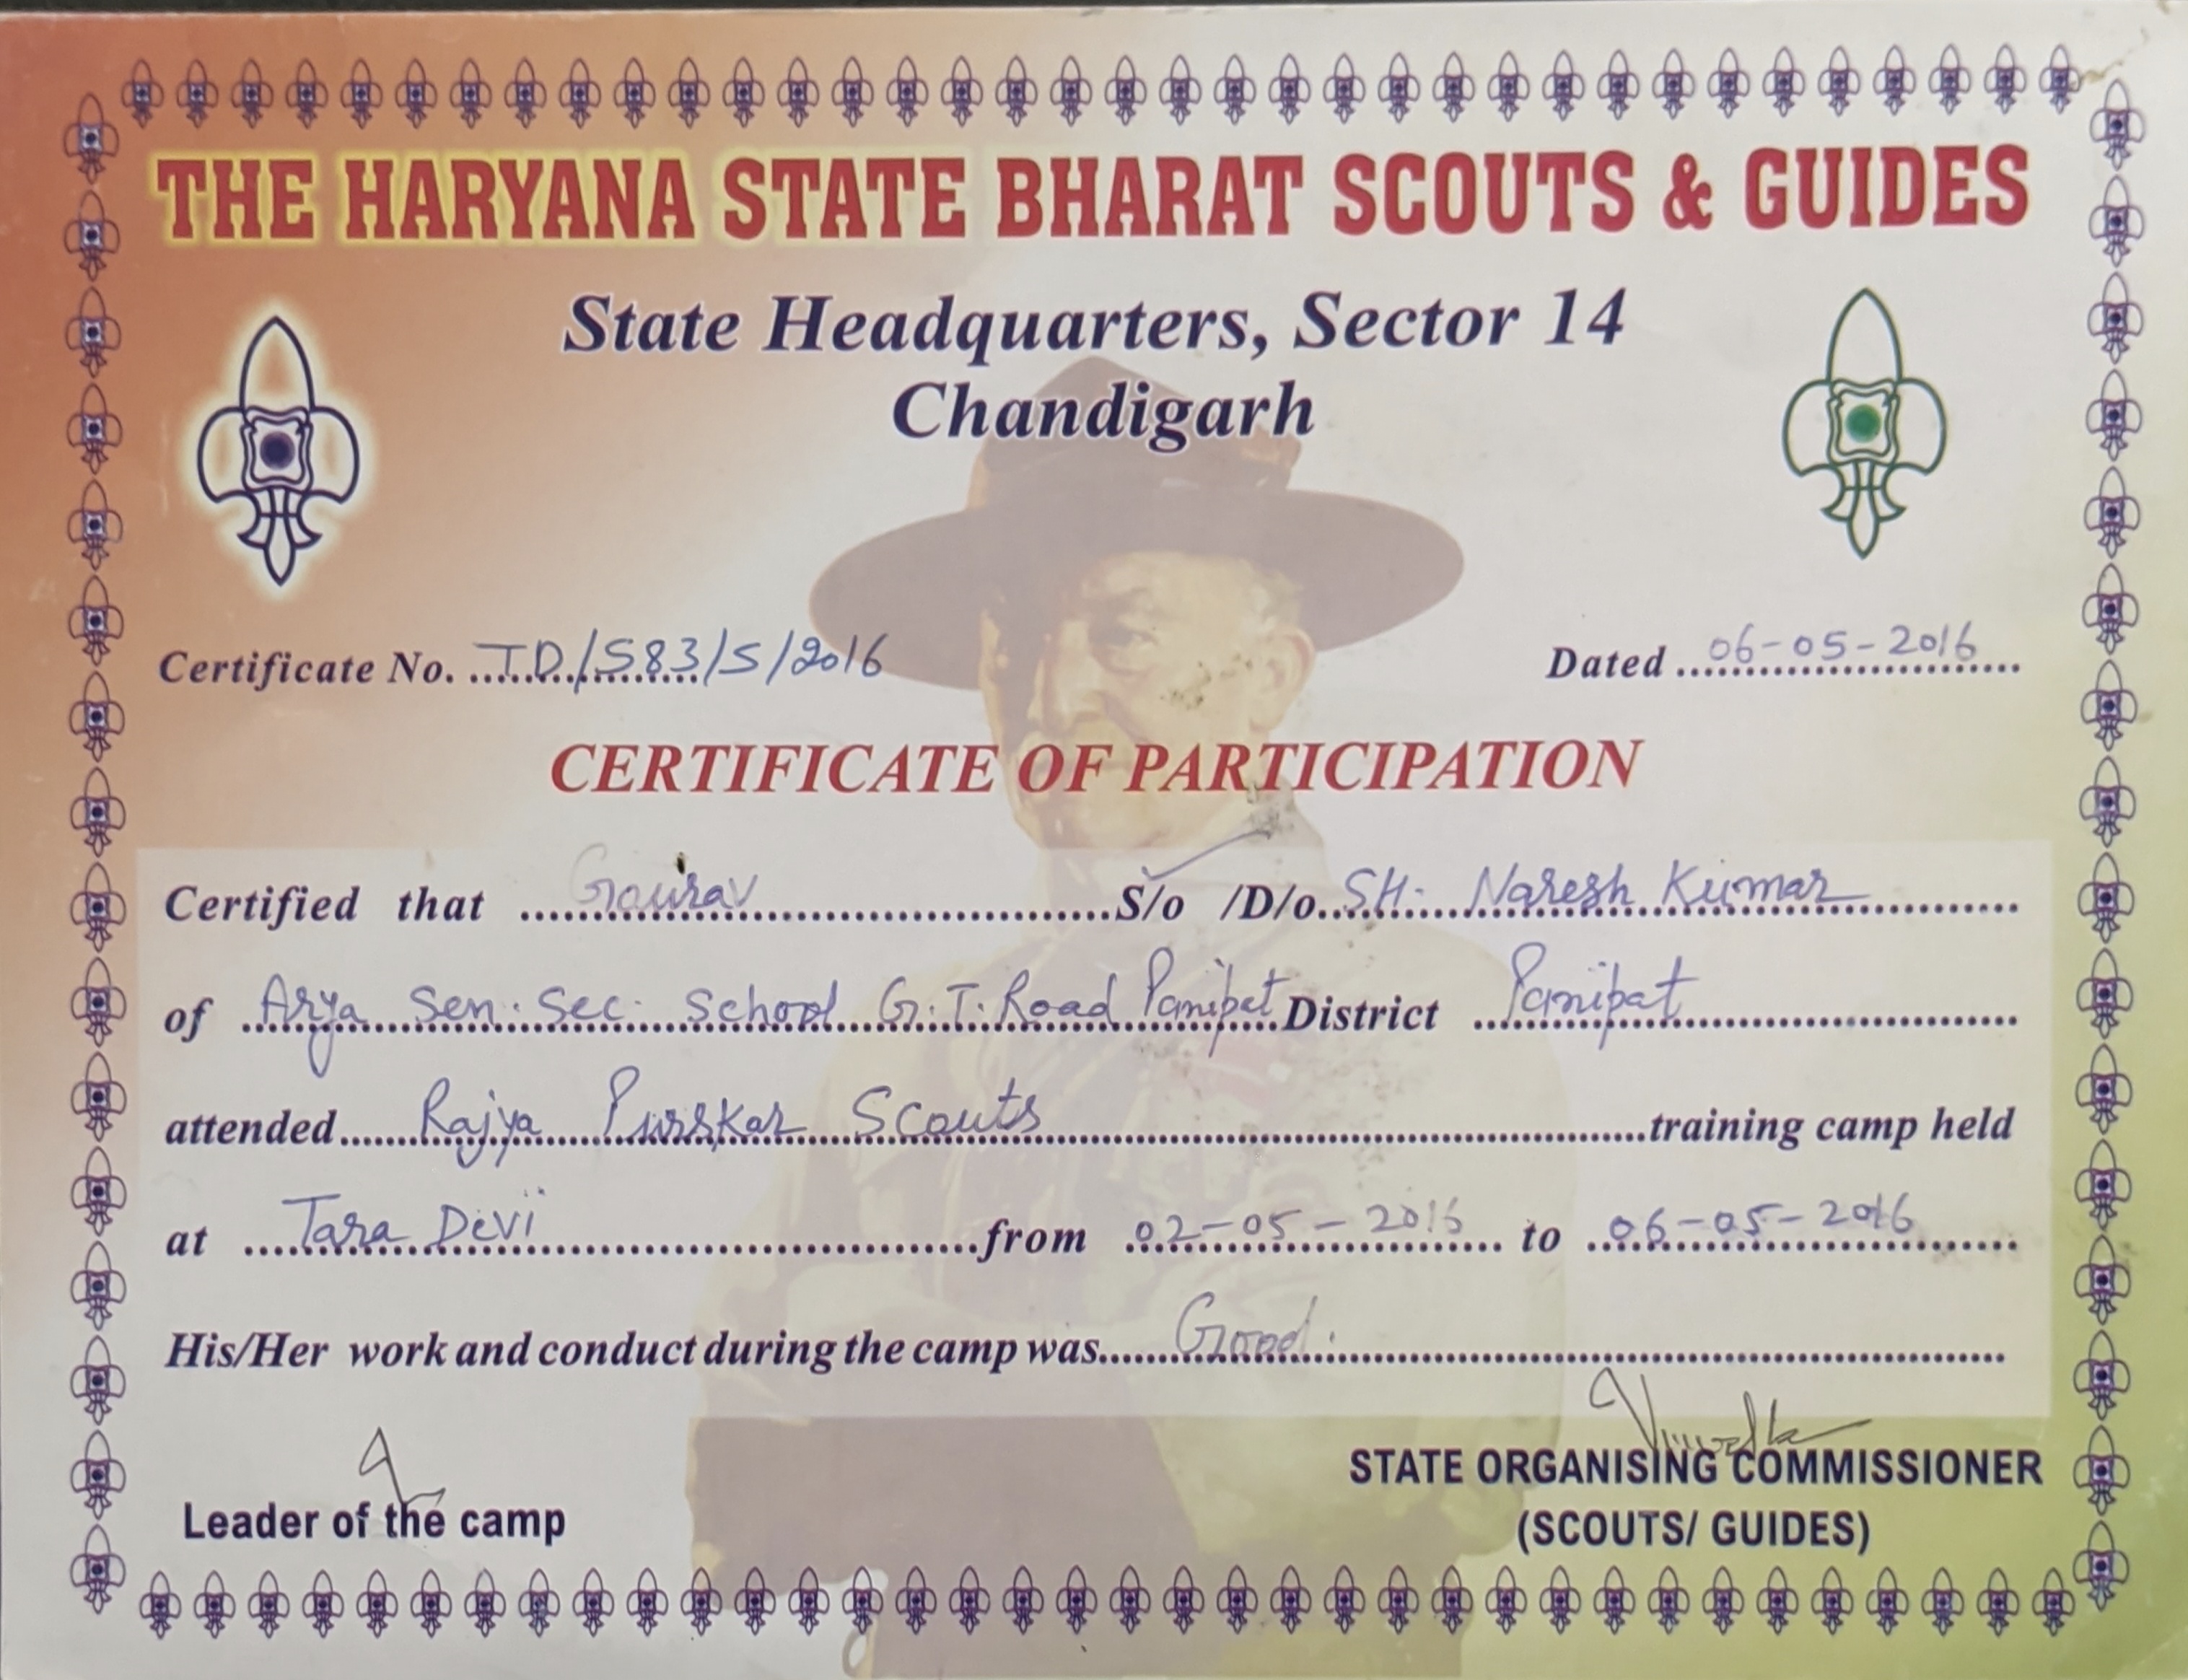 THE HARYANA STATE BHARAT SCOUTS & GUIDES
State Headquarters, Sector 14
Chandigarh
Certificate No. TD/583/S/2016 Dated 06-05-2016
CERTIFICATE OF PARTICIPATION
Certified that Gourav S/o /D/o SH. Naresh Kumar
of Arya Sen. Sec. School G.T. Road Panipat District Panipat
attended Rajya Purskar Scouts training camp held
at Tara Devi from 02-05-2016 to 06-05-2016
His/Her work and conduct during the camp was Good.
Leader of the camp
STATE ORGANISING COMMISSIONER
(SCOUTS/ GUIDES)